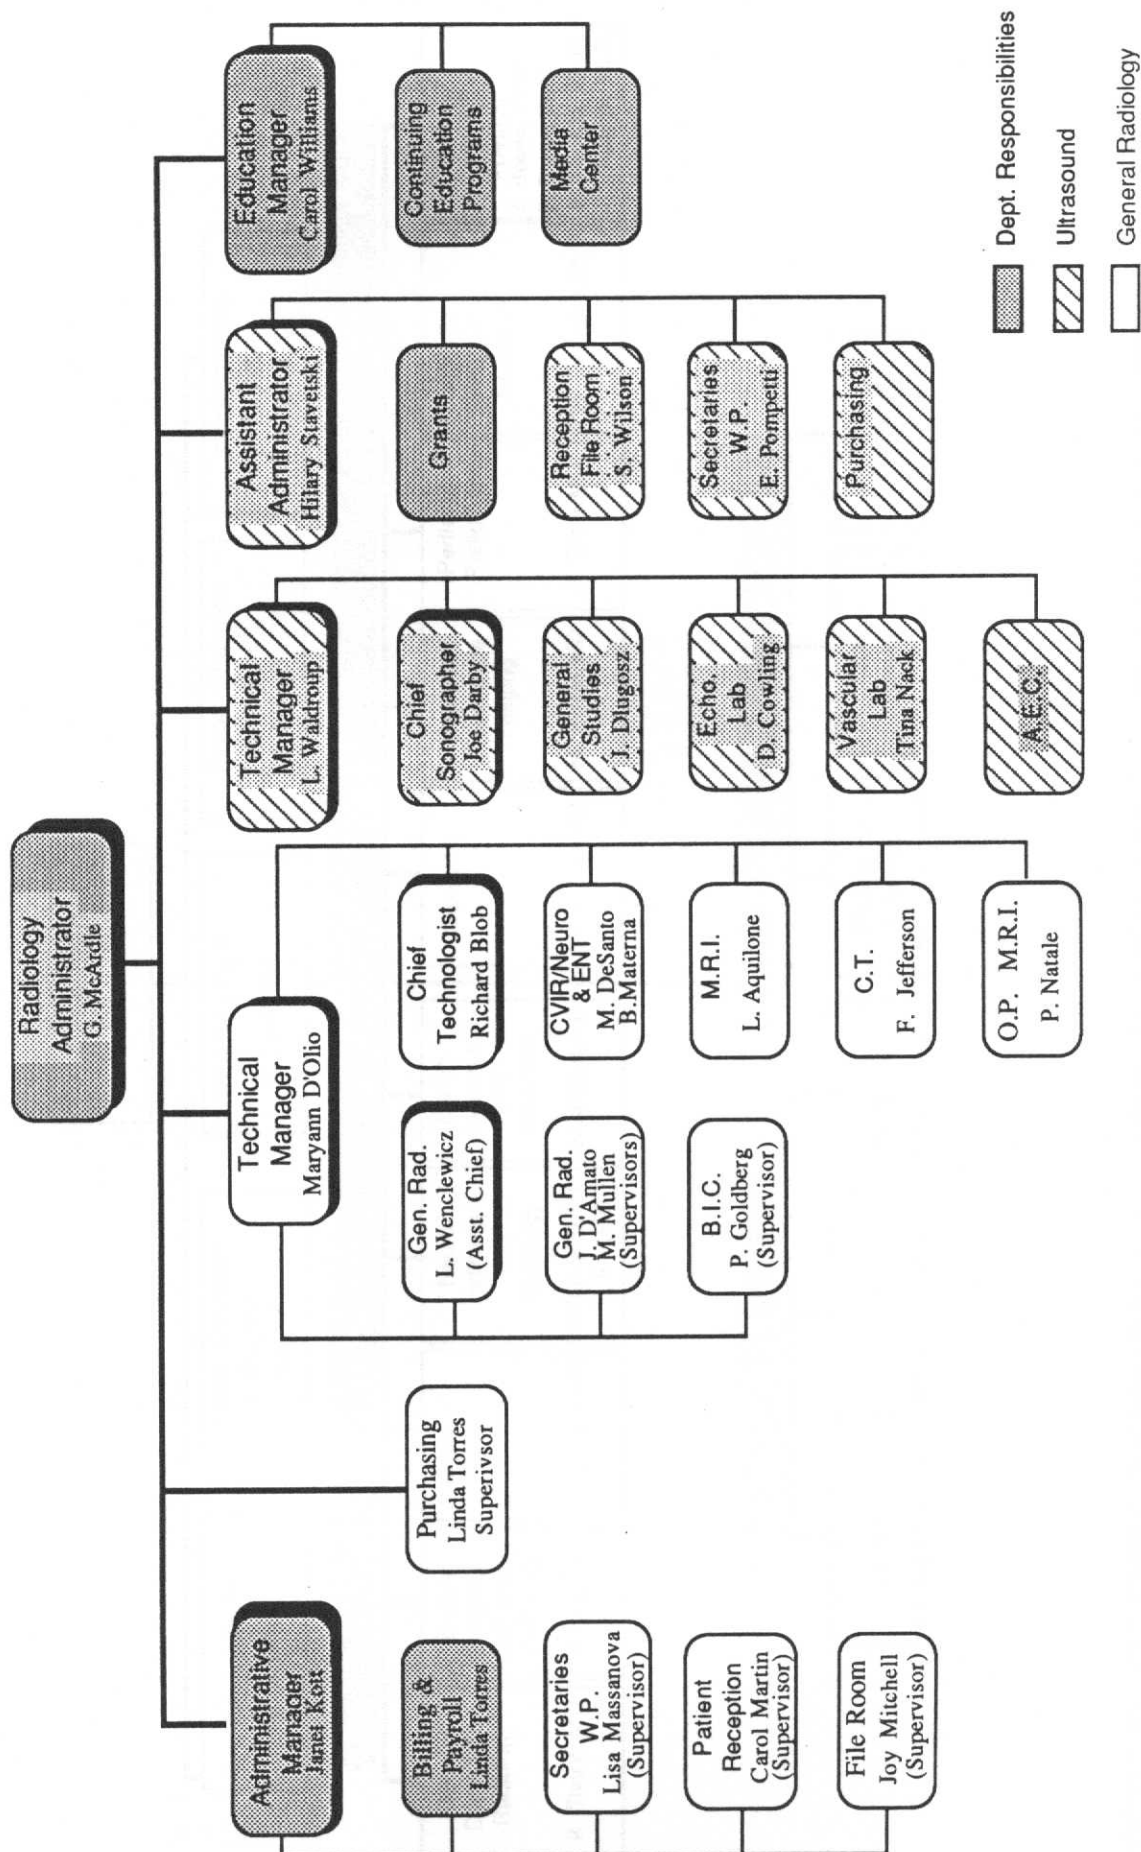 Radiology
Administrator
G. McArdle
Administrative
Manager
Janet Kott
Billing &
Payroll
Linda Torres
Secretaries
W.P.
Lisa Massanova
(Supervisor)
Patient
Reception
Carol Martin
(Supervisor)
File Room
Joy Mitchell
(Supervisor)
Purchasing
Linda Torres
Superivsor
Technical
Manager
Maryann D'Olio
Gen. Rad.
L. Wenclewicz
(Asst. Chief)
Gen. Rad.
J. D'Amato
M. Mullen
(Supervisors)
B.I.C.
P. Goldberg
(Supervisor)
Chief
Technologist
Richard Blob
CVIR/Neuro
& ENT
M. DeSanto
B.Materna
M.R.I.
L. Aquilone
C.T.
F. Jefferson
O.P. M.R.I.
P. Natale
Technical
Manager
L. Waldroup
Chief
Sonographer
Joe Darby
General
Studies
J. Dlugosz
Echo.
Lab
D. Cowling
Vascular
Lab
Tina Nack
A.E.C.
Assistant
Administrator
Hilary Stavetski
Grants
Reception
File Room
S. Wilson
Secretaries
W.P.
E. Pompetti
Purchasing
Education
Manager
Carol Williams
Continuing
Education
Programs
Media
Center
Dept. Responsibilities
Ultrasound
General Radiology